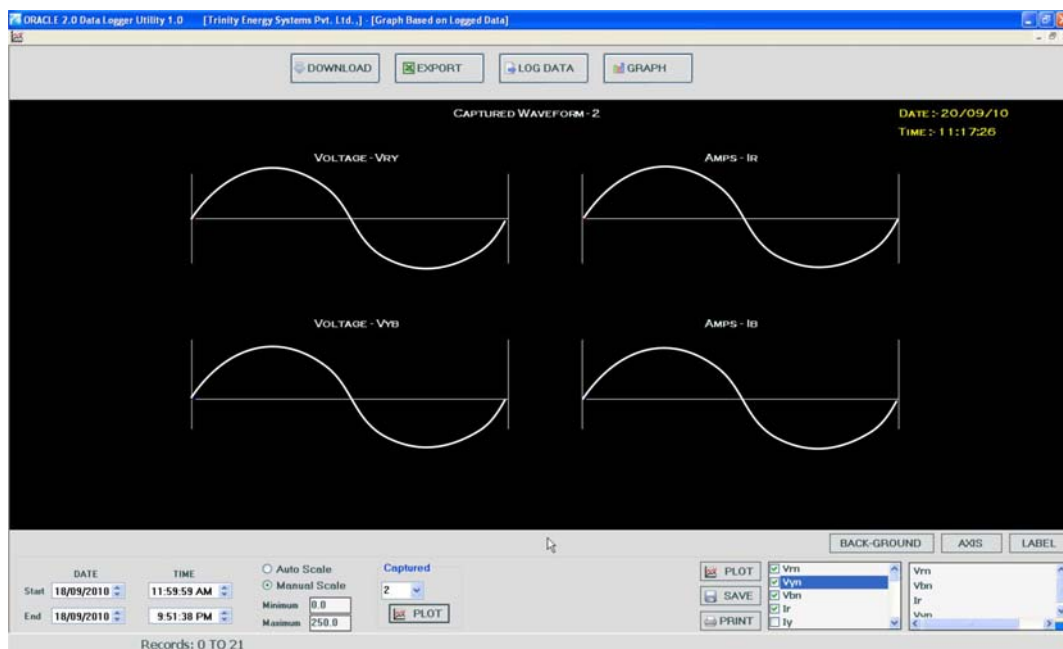 ORACLE 2.0 Data Logger Utility 1.0 [Trinity Energy Systems Pvt. Ltd.,] - [Graph Based on Logged Data]
DOWNLOAD EXPORT LOG DATA GRAPH
CAPTURED WAVEFORM - 2
DATE :- 20/09/10
TIME :- 11:17:26
VOLTAGE - VRY AMPS - IR
VOLTAGE - VYB AMPS - IB
BACK-GROUND AXIS LABEL
DATE TIME
Start 18/09/2010 11:59:59 AM
End 18/09/2010 9:51:38 PM
Auto Scale
Manual Scale
Minimum 0.0
Maximum 250.0
Captured
2
PLOT
PLOT
SAVE
PRINT
Vrn
Vyn
Vbn
Ir
Iy
Vrn
Vbn
Ir
Vyn
Records: 0 TO 21